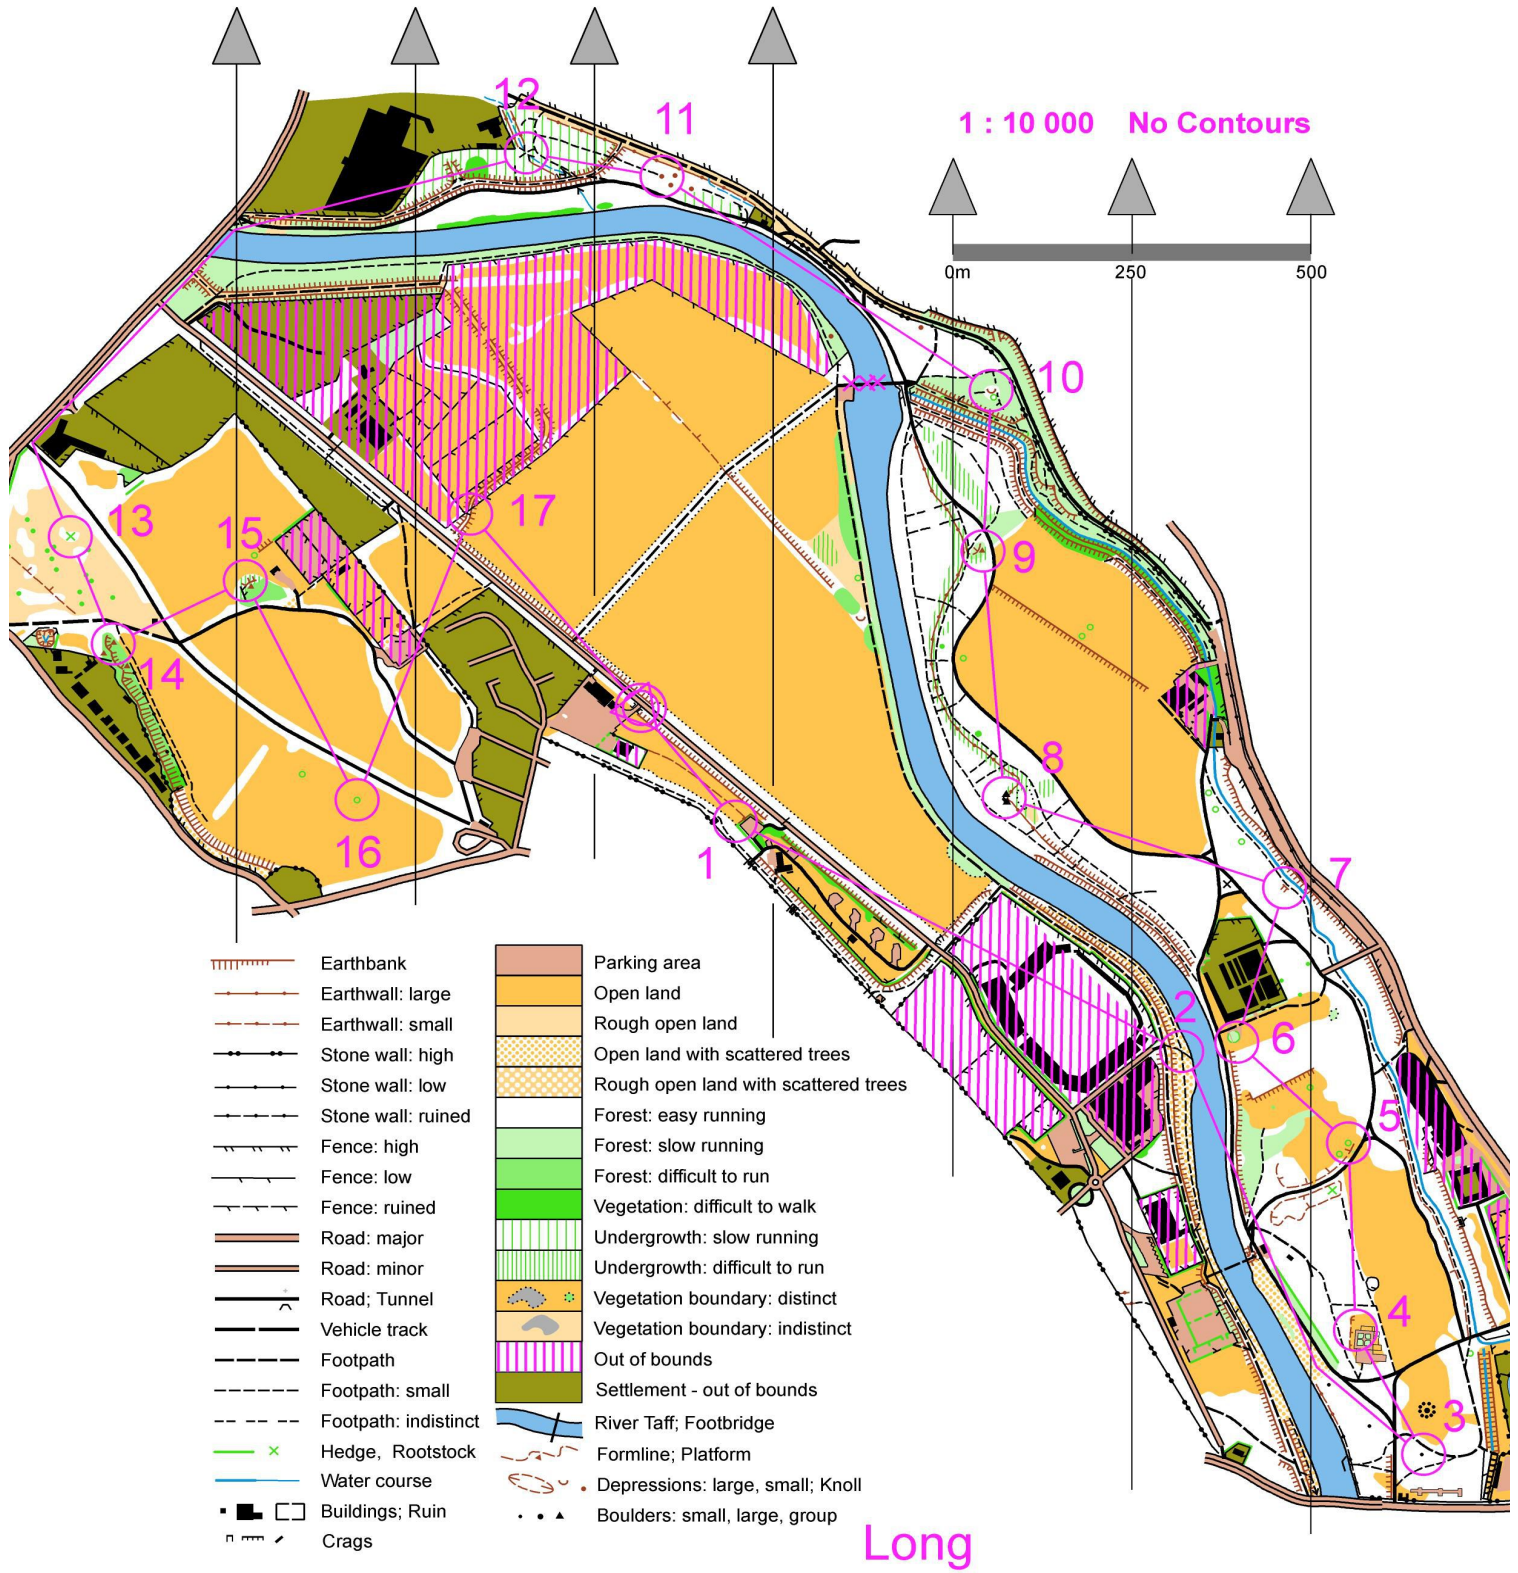 12
11
1 : 10 000 No Contours
0m 250 500
10
13
15
17
9
14
8
16
1
7
2
6
5
4
3
Earthbank
Earthwall: large
Earthwall: small
Stone wall: high
Stone wall: low
Stone wall: ruined
Fence: high
Fence: low
Fence: ruined
Road: major
Road: minor
Road; Tunnel
Vehicle track
Footpath
Footpath: small
Footpath: indistinct
Hedge, Rootstock
Water course
Buildings; Ruin
Crags
Parking area
Open land
Rough open land
Open land with scattered trees
Rough open land with scattered trees
Forest: easy running
Forest: slow running
Forest: difficult to run
Vegetation: difficult to walk
Undergrowth: slow running
Undergrowth: difficult to run
Vegetation boundary: distinct
Vegetation boundary: indistinct
Out of bounds
Settlement - out of bounds
River Taff; Footbridge
Formline; Platform
Depressions: large, small; Knoll
Boulders: small, large, group
Long